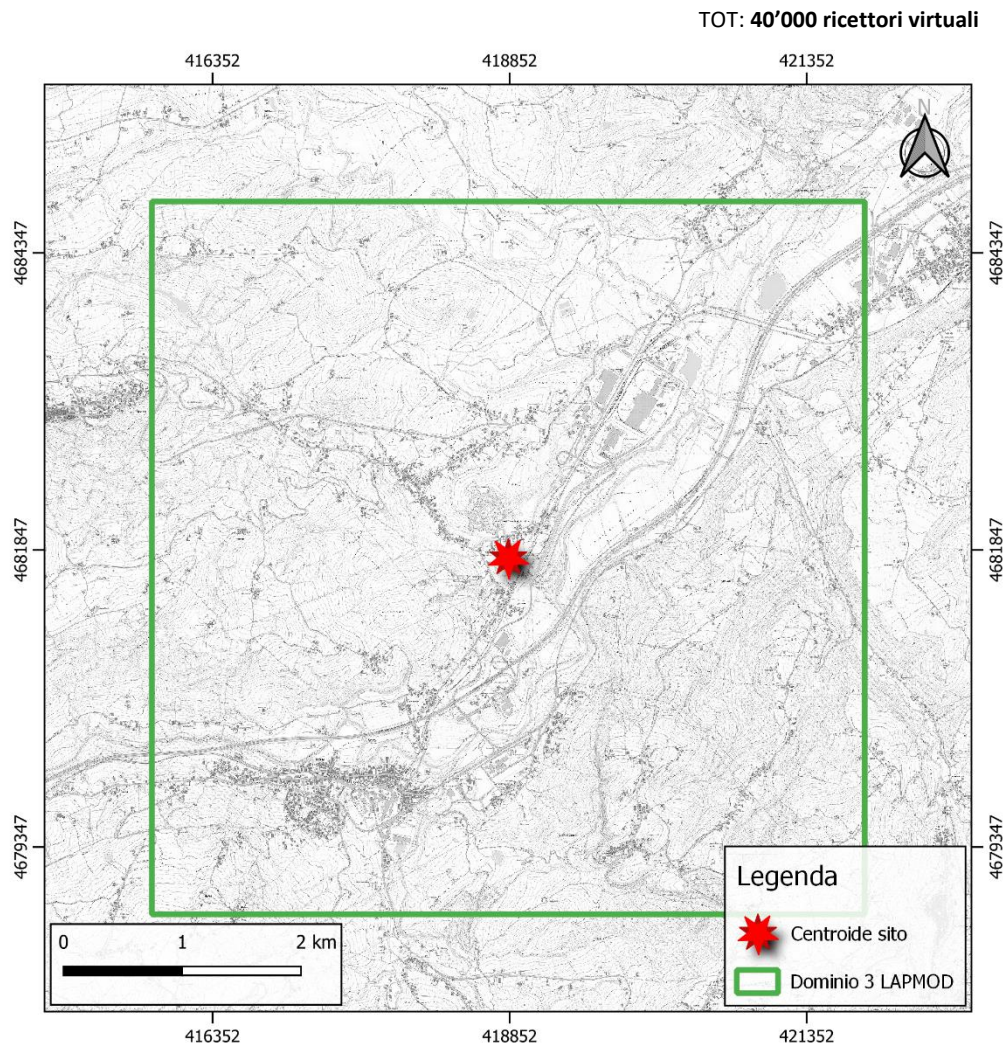 TOT: 40’000 ricettori virtuali
416352 418852 421352
N
4684347 4684347
4681847 4681847
4679347 4679347
Legenda
Centroide sito
Dominio 3 LAPMOD
0 1 2 km
416352 418852 421352